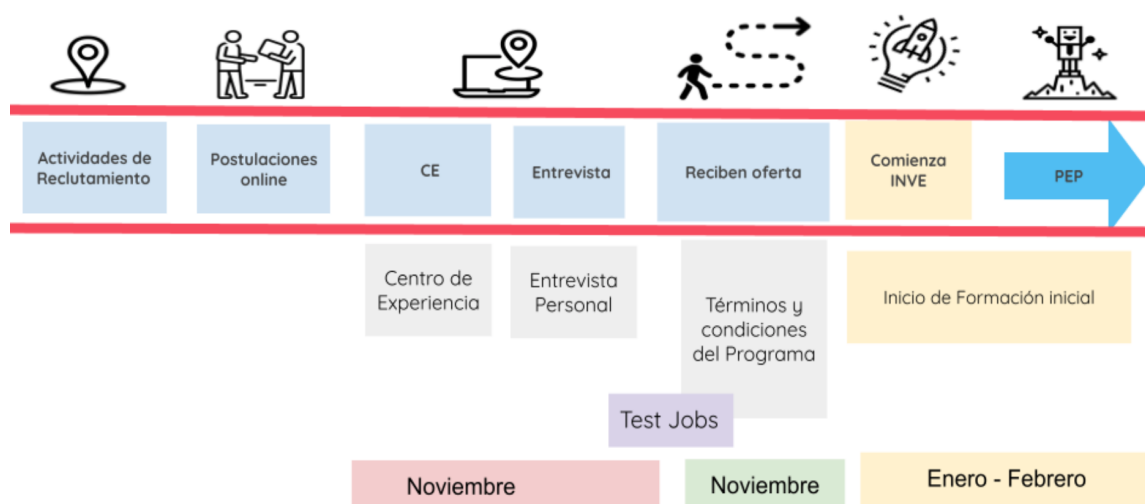 Actividades de
Reclutamiento
Postulaciones
online
CE
Entrevista
Reciben oferta
Comienza
INVE
PEP
Centro de
Experiencia
Entrevista
Personal
Términos y
condiciones
del Programa
Inicio de Formación inicial
Test Jobs
Noviembre
Noviembre
Enero - Febrero